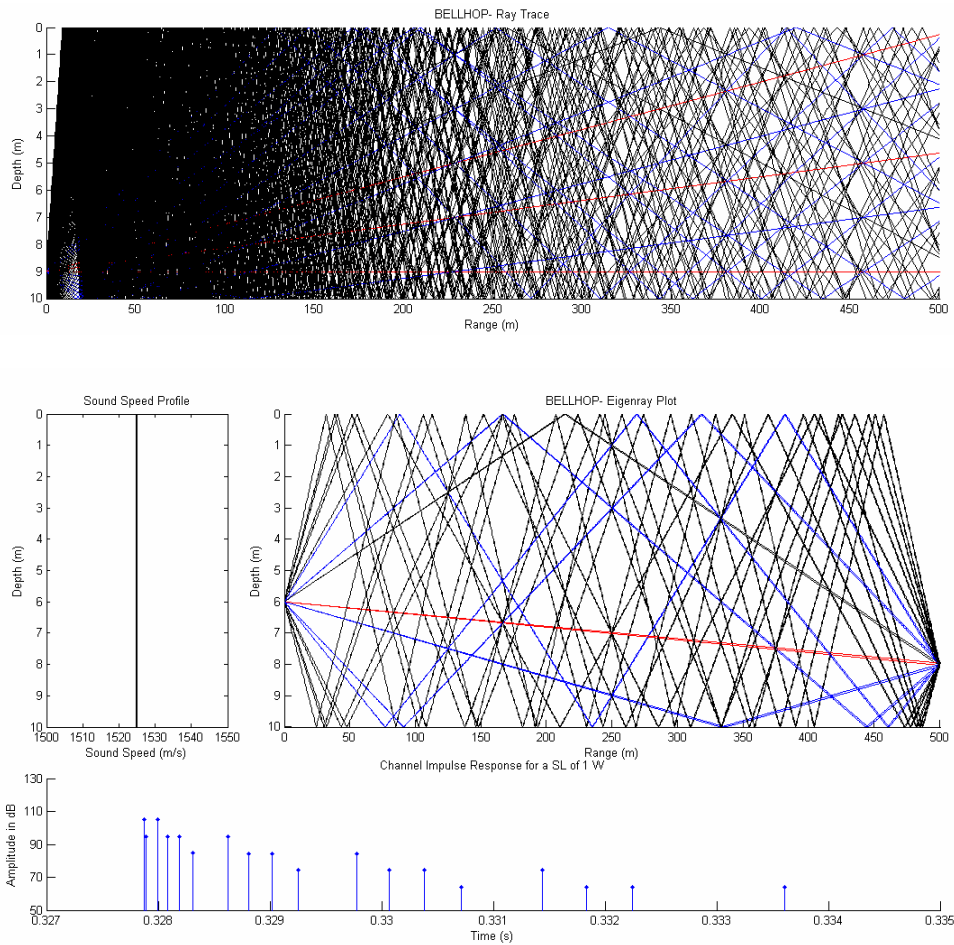 BELLHOP- Ray Trace
Depth (m)
0
1
2
3
4
5
6
7
8
9
10
0 50 100 150 200 250 300 350 400 450 500
Range (m)
Sound Speed Profile
Depth (m)
0
1
2
3
4
5
6
7
8
9
10
1500 1510 1520 1530 1540 1550
Sound Speed (m/s)
BELLHOP- Eigenray Plot
Depth (m)
0
1
2
3
4
5
6
7
8
9
10
0 50 100 150 200 250 300 350 400 450 500
Range (m)
Channel Impulse Response for a SL of 1 W
Amplitude in dB
130
110
90
70
50
0.327 0.328 0.329 0.33 0.331 0.332 0.333 0.334 0.335
Time (s)